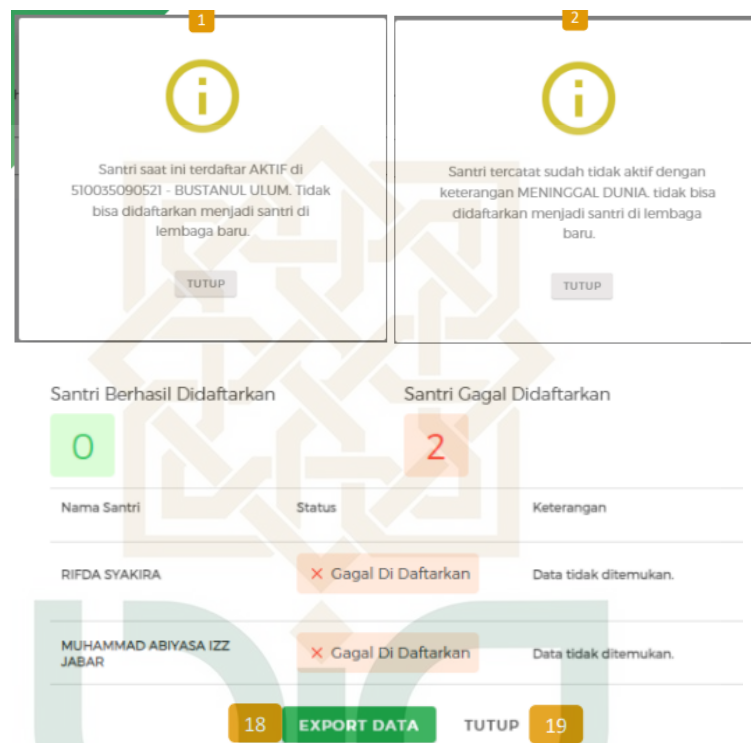 1
Santri saat ini terdaftar AKTIF di
510035090521 - BUSTANUL ULUM. Tidak
bisa didaftarkan menjadi santri di
lembaga baru.
TUTUP
2
Santri tercatat sudah tidak aktif dengan
keterangan MENINGGAL DUNIA. tidak bisa
didaftarkan menjadi santri di lembaga
baru.
TUTUP
Santri Berhasil Didaftarkan Santri Gagal Didaftarkan
0 2
Nama Santri Status Keterangan
RIFDA SYAKIRA × Gagal Di Daftarkan Data tidak ditemukan.
MUHAMMAD ABIYASA IZZ
JABAR × Gagal Di Daftarkan Data tidak ditemukan.
18 EXPORT DATA TUTUP 19